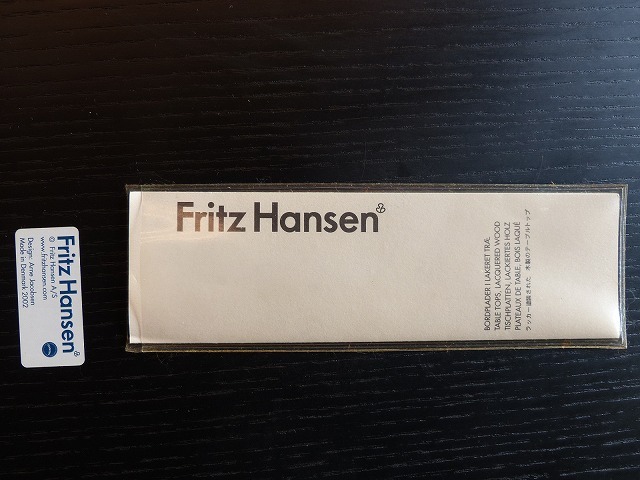 Fritz Hansen
© Fritz Hansen A/S
www.fritzhansen.com
Design: Arne Jacobsen
Made in Denmark 2002
Fritz Hansen
BORDPLADER I LAKERET TRÆ
TABLE TOPS, LACQUERED WOOD
TISCHPLATTEN, LACKIERTES HOLZ
PLATEAUX DE TABLE, BOIS LAQUÉ
ラッカー塗装された 木製のテーブルトップ